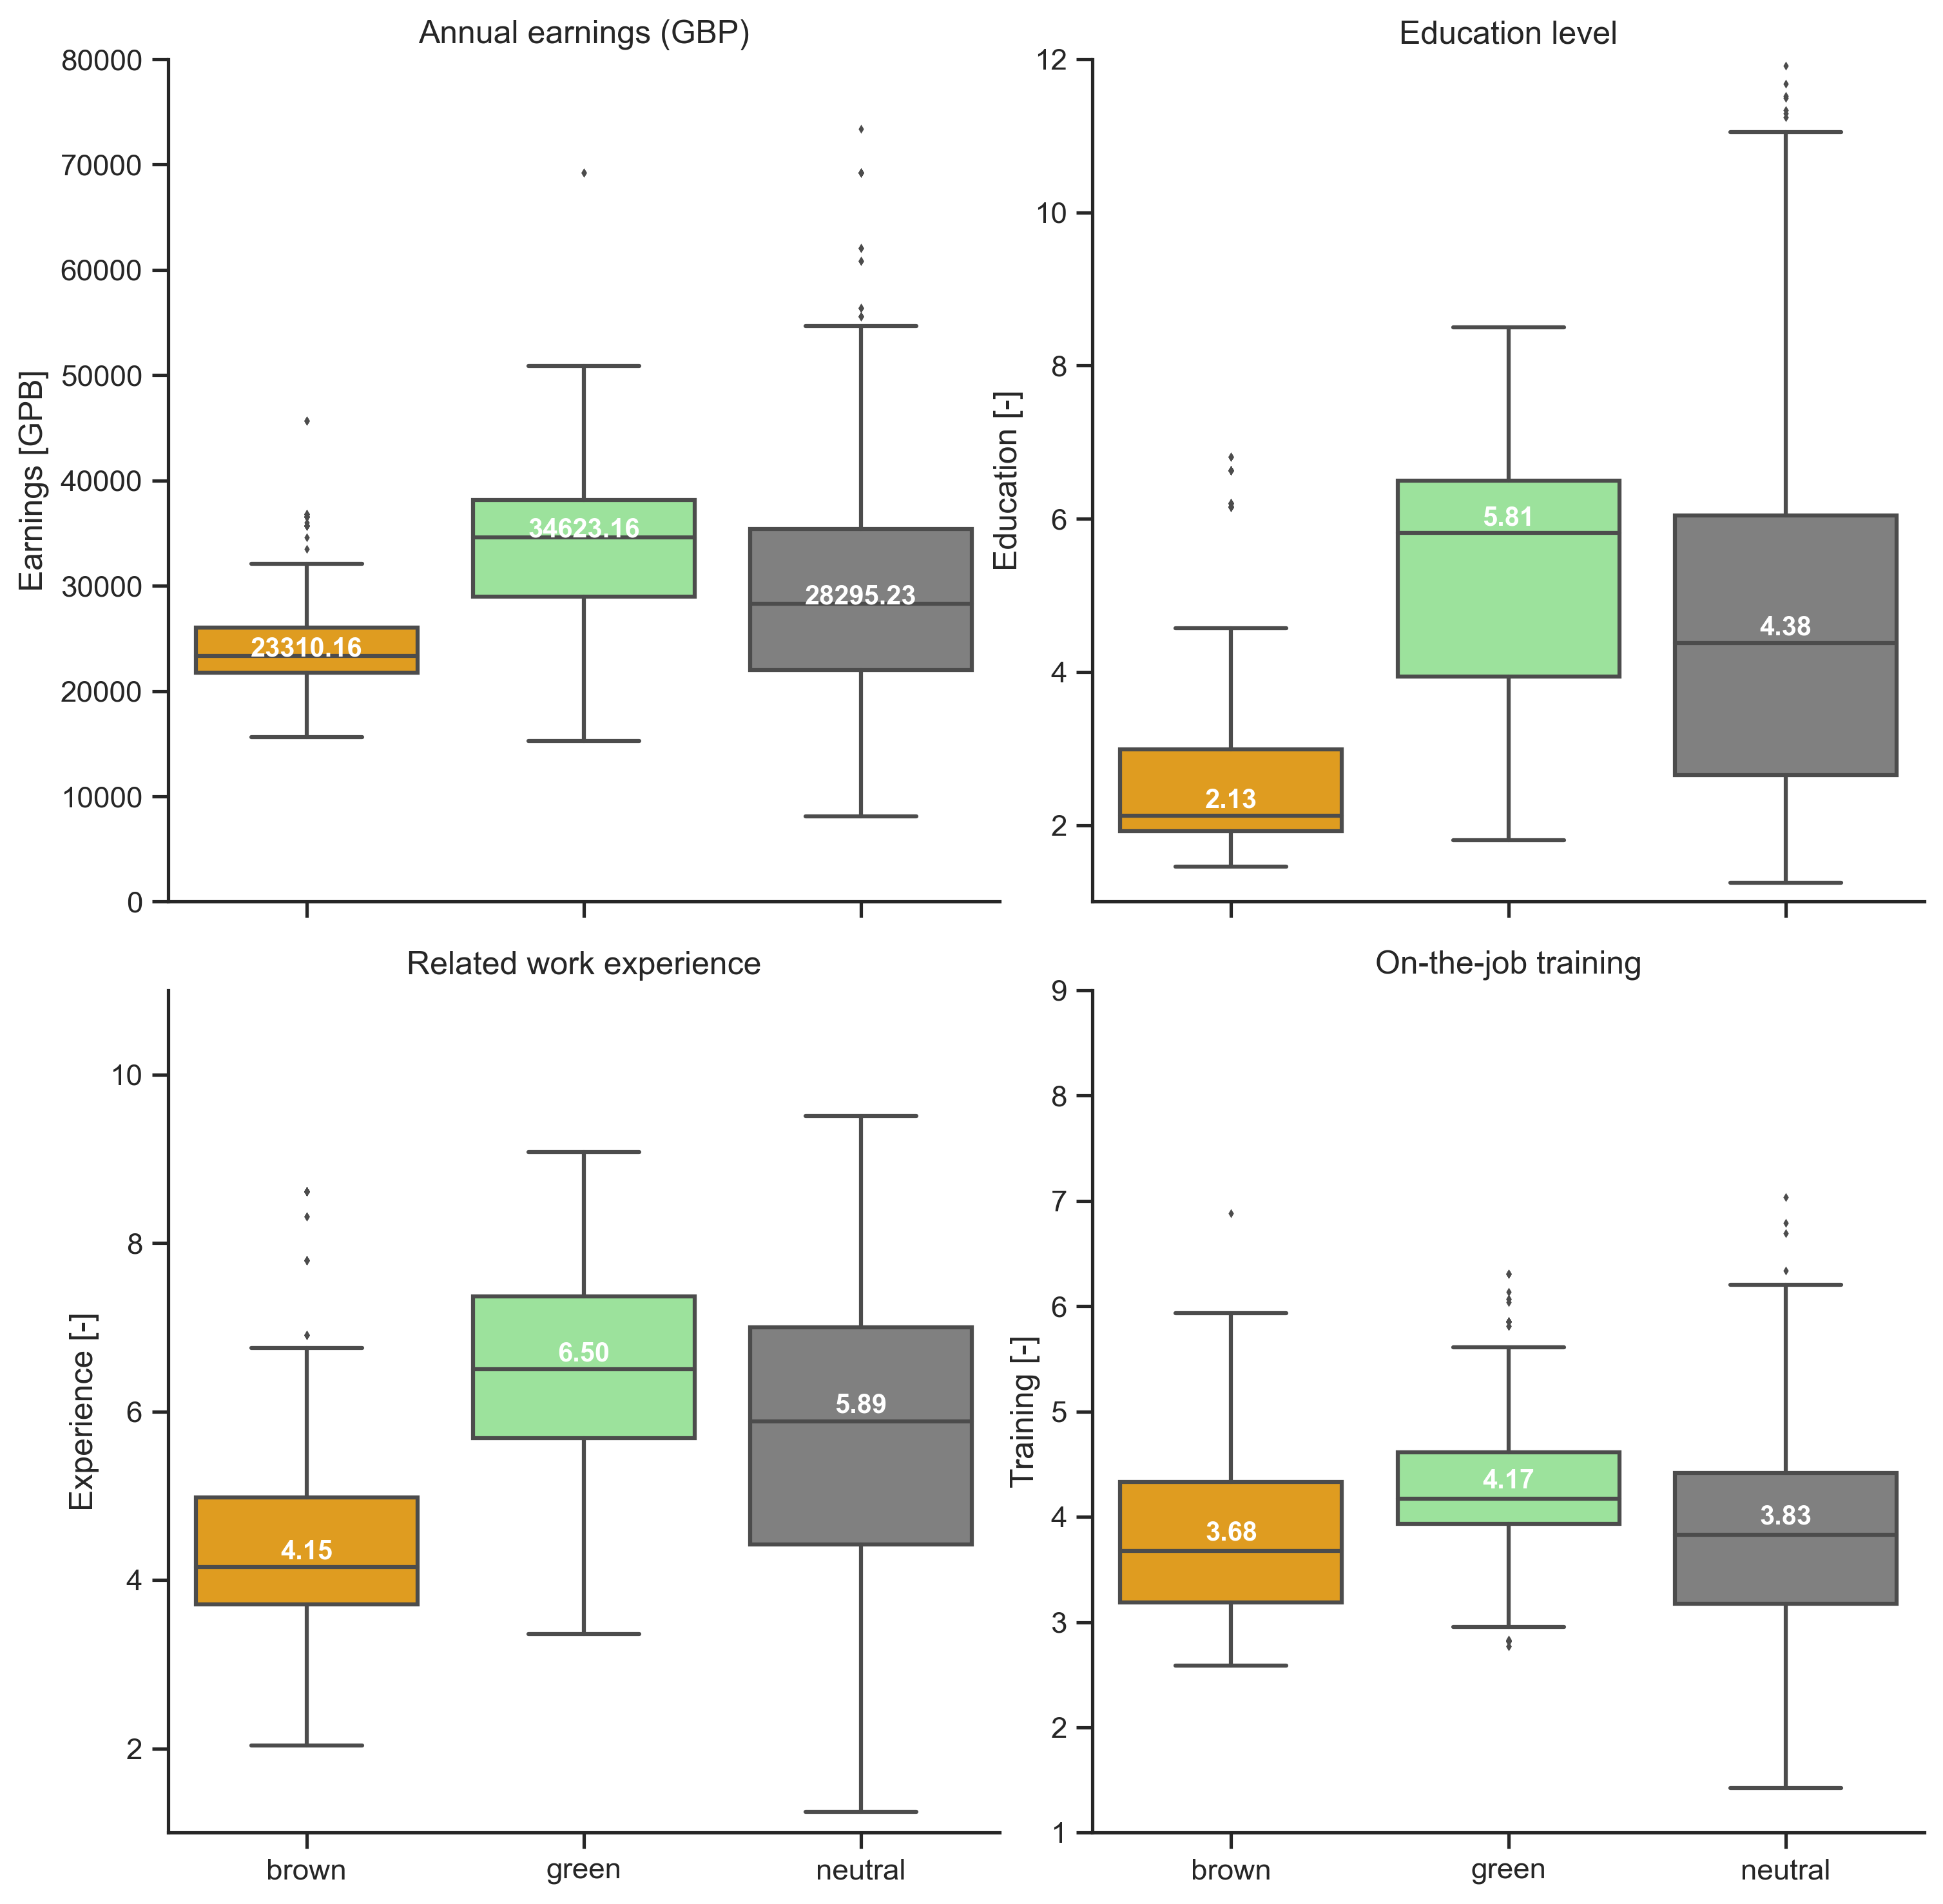 Annual earnings (GBP)
80000
70000
60000
50000
40000
30000
20000
10000
0
Earnings [GPB]
23310.16
34623.16
28295.23
Education level
12
10
8
6
4
2
Education [-]
2.13
5.81
4.38
Related work experience
10
8
6
4
2
Experience [-]
4.15
6.50
5.89
brown
green
neutral
On-the-job training
9
8
7
6
5
4
3
2
1
Training [-]
3.68
4.17
3.83
brown
green
neutral